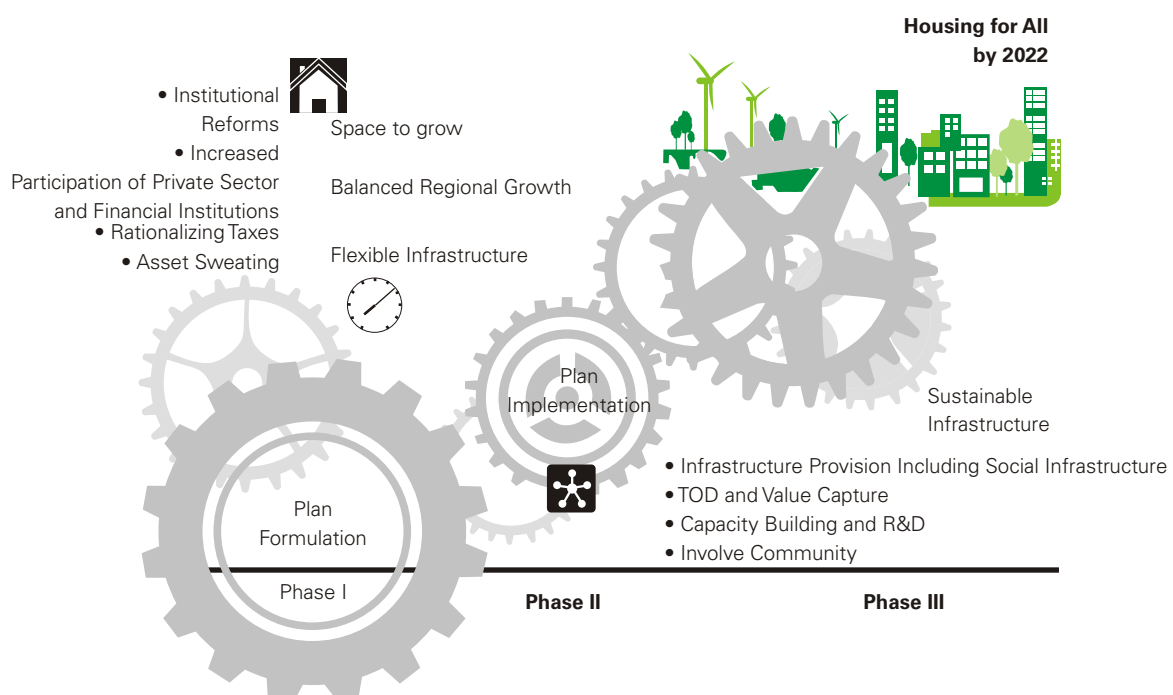 Housing for All
by 2022
• Institutional
Reforms
• Increased
Participation of Private Sector
and Financial Institutions
• Rationalizing Taxes
• Asset Sweating
Space to grow
Balanced Regional Growth
Flexible Infrastructure
Plan
Implementation
Sustainable
Infrastructure
• Infrastructure Provision Including Social Infrastructure
• TOD and Value Capture
• Capacity Building and R&D
• Involve Community
Plan
Formulation
Phase I
Phase II
Phase III